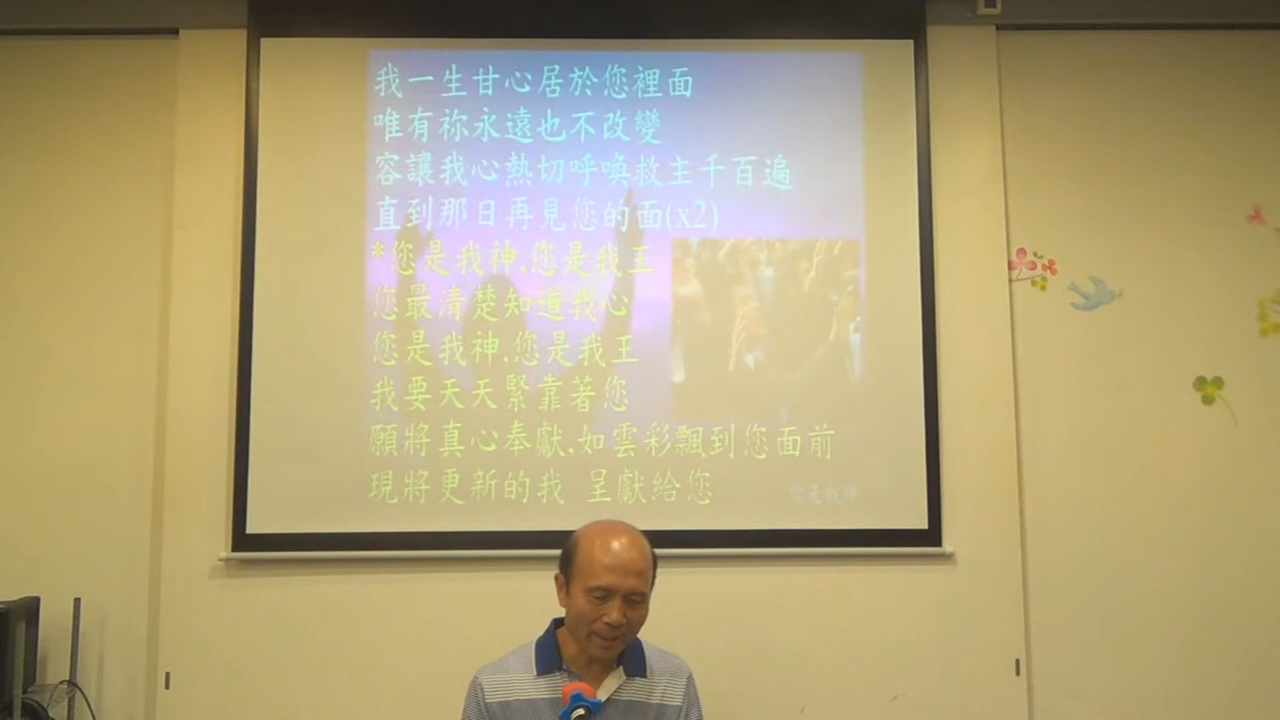 我一生甘心居於您裡面
唯有祢永遠也不改變
容讓我心熱切呼喚救主千百遍
直到那日再見您的面(x2)
*您是我神,您是我王
您最清楚知道我心
您是我神,您是我王
我要天天緊靠著您
願將真心奉獻,如雲彩飄到您面前
現將更新的我 呈獻給您
你是我神